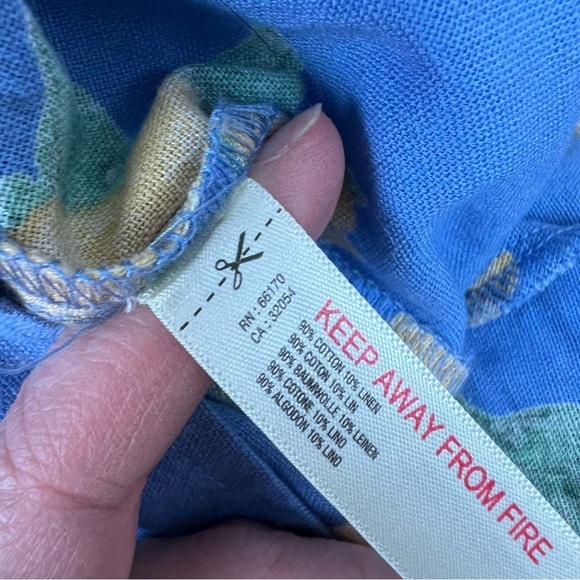 RN : 66170
CA : 32054
KEEP AWAY FROM FIRE
90% COTTON 10% LINEN
90% COTON 10% LIN
90% BAUMWOLLE 10% LEINEN
90% COTONE 10% LINO
90% ALGODON 10% LINO